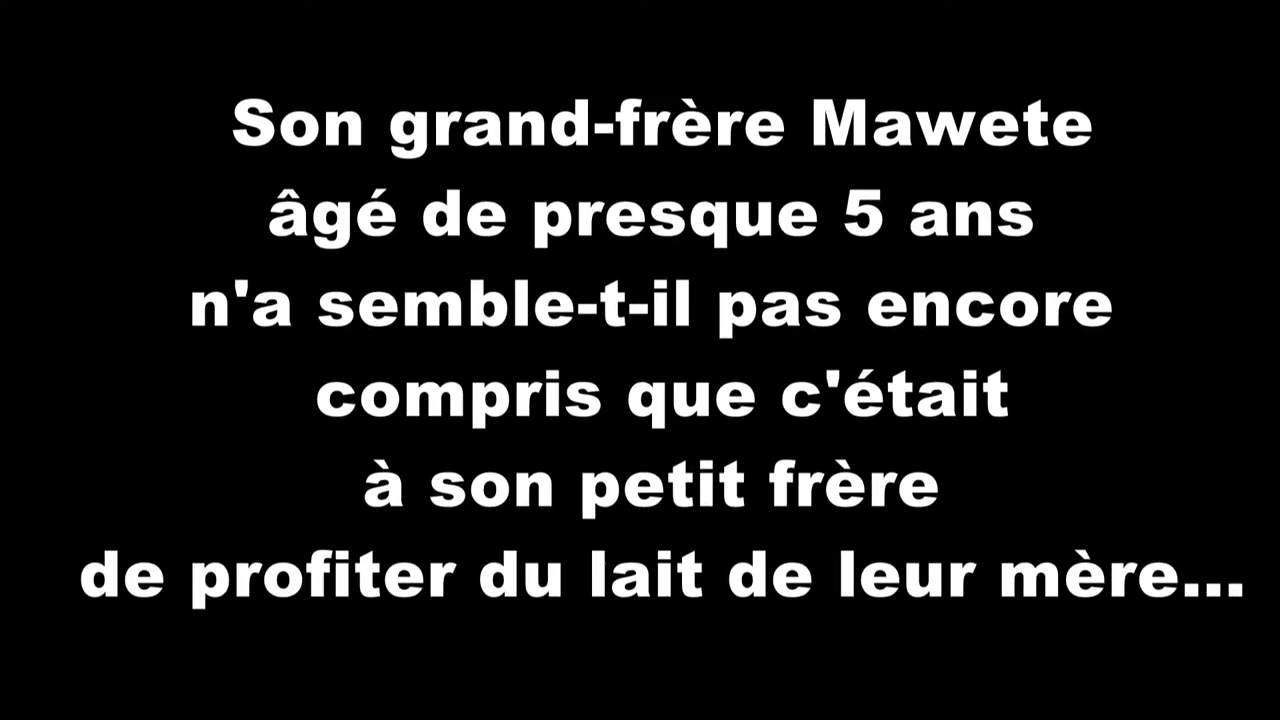 Son grand-frère Mawete
âgé de presque 5 ans
n'a semble-t-il pas encore
compris que c'était
à son petit frère
de profiter du lait de leur mère...